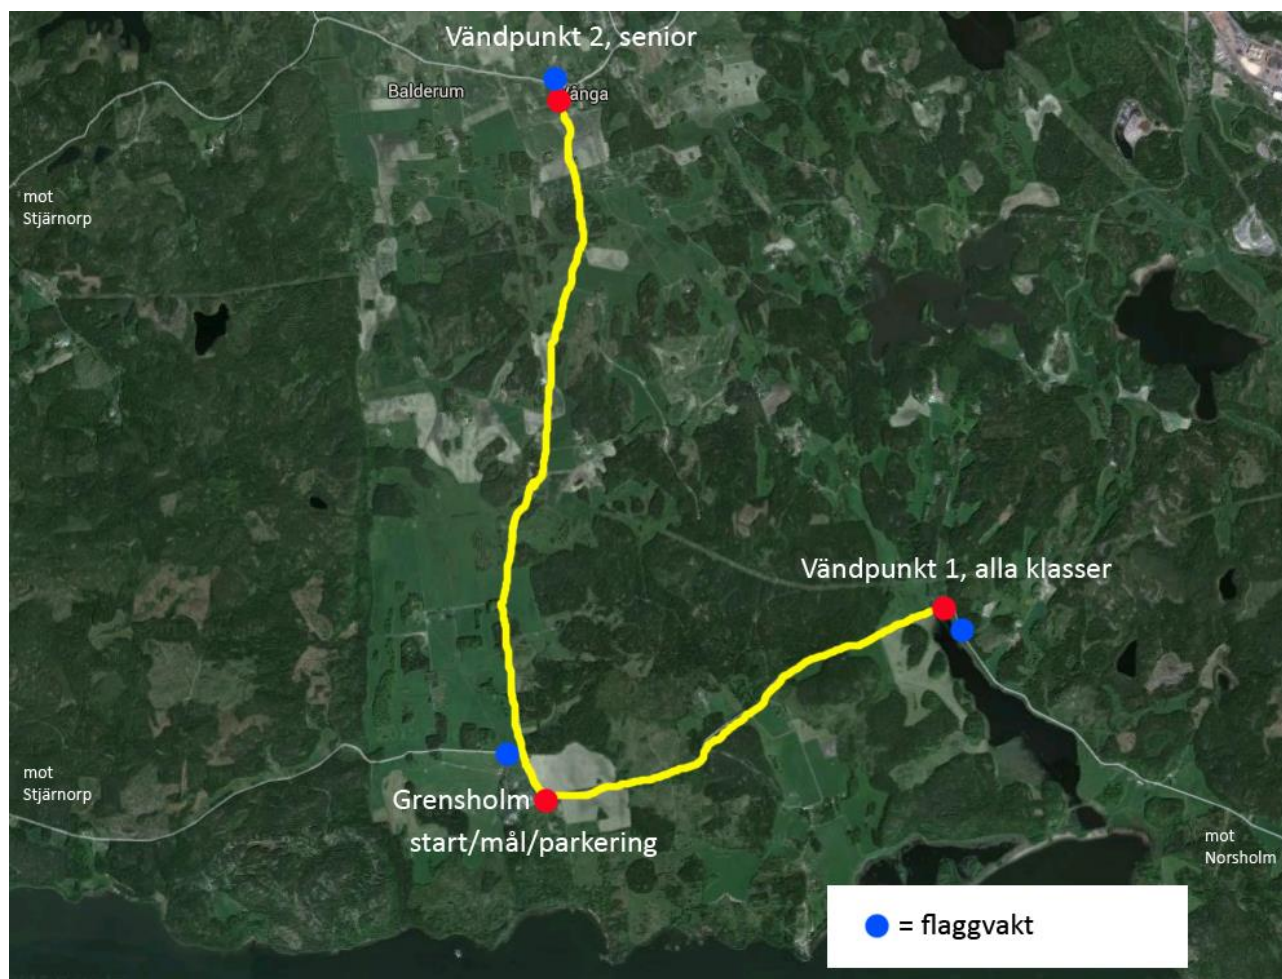 Vändpunkt 2, senior
Balderum
Vånga
mot
Stjärnorp
Vändpunkt 1, alla klasser
mot
Stjärnorp
Grensholm
start/mål/parkering
mot
Norsholm
= flaggvakt